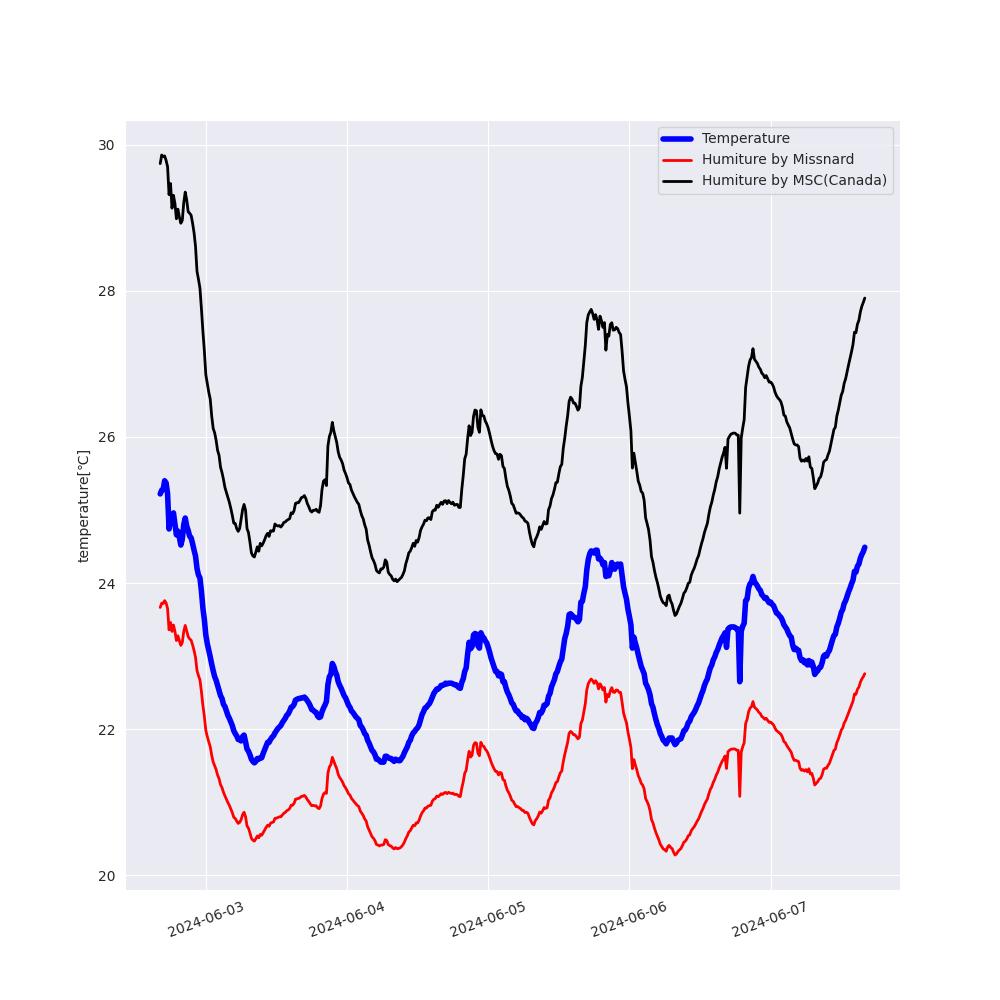 Temperature
Humiture by Missnard
Humiture by MSC(Canada)
30
28
26
24
22
20
temperature[℃]
2024-06-03
2024-06-04
2024-06-05
2024-06-06
2024-06-07